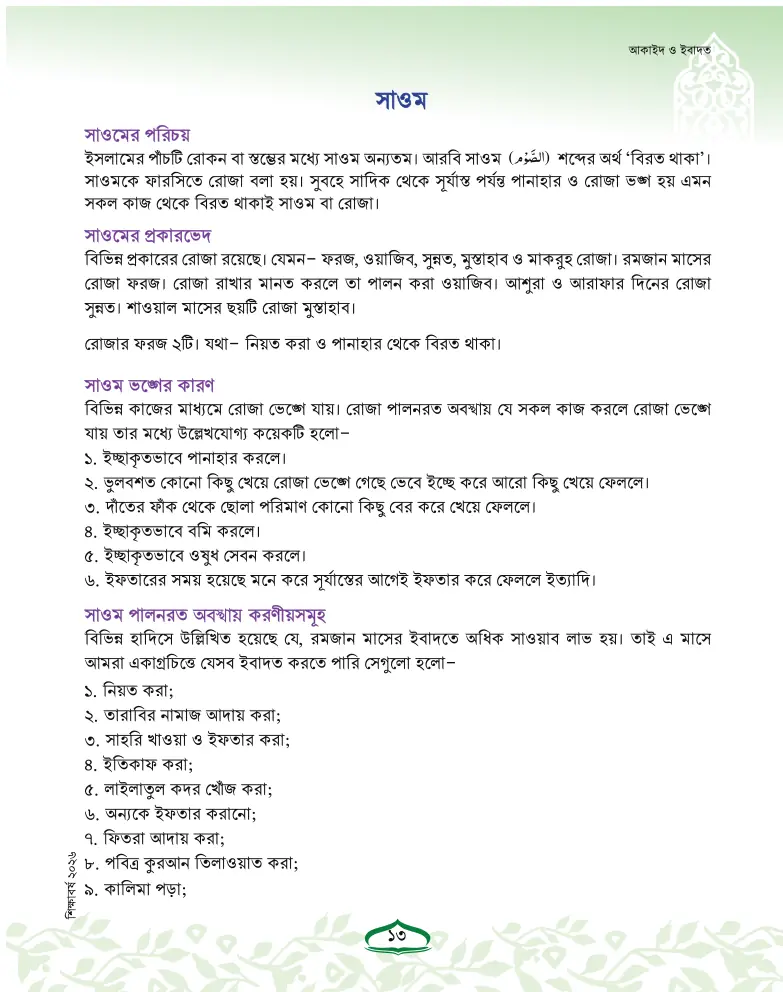 আকাইদ ও ইবাদত
সাওম
সাওমের পরিচয়
ইসলামের পাঁচটি রোকন বা স্তম্ভের মধ্যে সাওম অন্যতম। আরবি সাওম (الصَّوْم) শব্দের অর্থ ‘বিরত থাকা’।
সাওমকে ফারসিতে রোজা বলা হয়। সুবহে সাদিক থেকে সূর্যাস্ত পর্যন্ত পানাহার ও রোজা ভঙ্গ হয় এমন
সকল কাজ থেকে বিরত থাকাই সাওম বা রোজা।
সাওমের প্রকারভেদ
বিভিন্ন প্রকারের রোজা রয়েছে। যেমন– ফরজ, ওয়াজিব, সুন্নত, মুস্তাহাব ও মাকরুহ রোজা। রমজান মাসের
রোজা ফরজ। রোজা রাখার মানত করলে তা পালন করা ওয়াজিব। আশুরা ও আরাফার দিনের রোজা
সুন্নত। শাওয়াল মাসের ছয়টি রোজা মুস্তাহাব।
রোজার ফরজ ২টি। যথা– নিয়ত করা ও পানাহার থেকে বিরত থাকা।
সাওম ভঙ্গের কারণ
বিভিন্ন কাজের মাধ্যমে রোজা ভেঙ্গে যায়। রোজা পালনরত অবস্থায় যে সকল কাজ করলে রোজা ভেঙ্গে
যায় তার মধ্যে উল্লেখযোগ্য কয়েকটি হলো–
১. ইচ্ছাকৃতভাবে পানাহার করলে।
২. ভুলবশত কোনো কিছু খেয়ে রোজা ভেঙ্গে গেছে ভেবে ইচ্ছে করে আরো কিছু খেয়ে ফেললে।
৩. দাঁতের ফাঁক থেকে ছোলা পরিমাণ কোনো কিছু বের করে খেয়ে ফেললে।
৪. ইচ্ছাকৃতভাবে বমি করলে।
৫. ইচ্ছাকৃতভাবে ওষুধ সেবন করলে।
৬. ইফতারের সময় হয়েছে মনে করে সূর্যাস্তের আগেই ইফতার করে ফেললে ইত্যাদি।
সাওম পালনরত অবস্থায় করণীয়সমূহ
বিভিন্ন হাদিসে উল্লিখিত হয়েছে যে, রমজান মাসের ইবাদতে অধিক সাওয়াব লাভ হয়। তাই এ মাসে
আমরা একাগ্রচিত্তে যেসব ইবাদত করতে পারি সেগুলো হলো–
১. নিয়ত করা;
২. তারাবির নামাজ আদায় করা;
৩. সাহরি খাওয়া ও ইফতার করা;
৪. ইতিকাফ করা;
৫. লাইলাতুল কদর খোঁজ করা;
৬. অন্যকে ইফতার করানো;
৭. ফিতরা আদায় করা;
৮. পবিত্র কুরআন তিলাওয়াত করা;
৯. কালিমা পড়া;
শিক্ষাবর্ষ ২০২৬
১৩